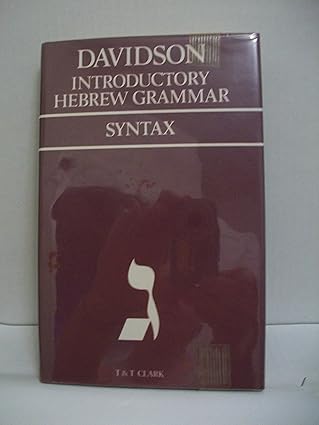 DAVIDSON
INTRODUCTORY
HEBREW GRAMMAR
SYNTAX
ג
T & T CLARK